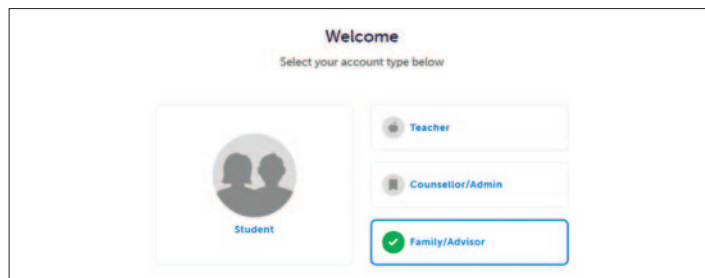 Welcome
Select your account type below
Student
Teacher
Counsellor/Admin
Family/Advisor